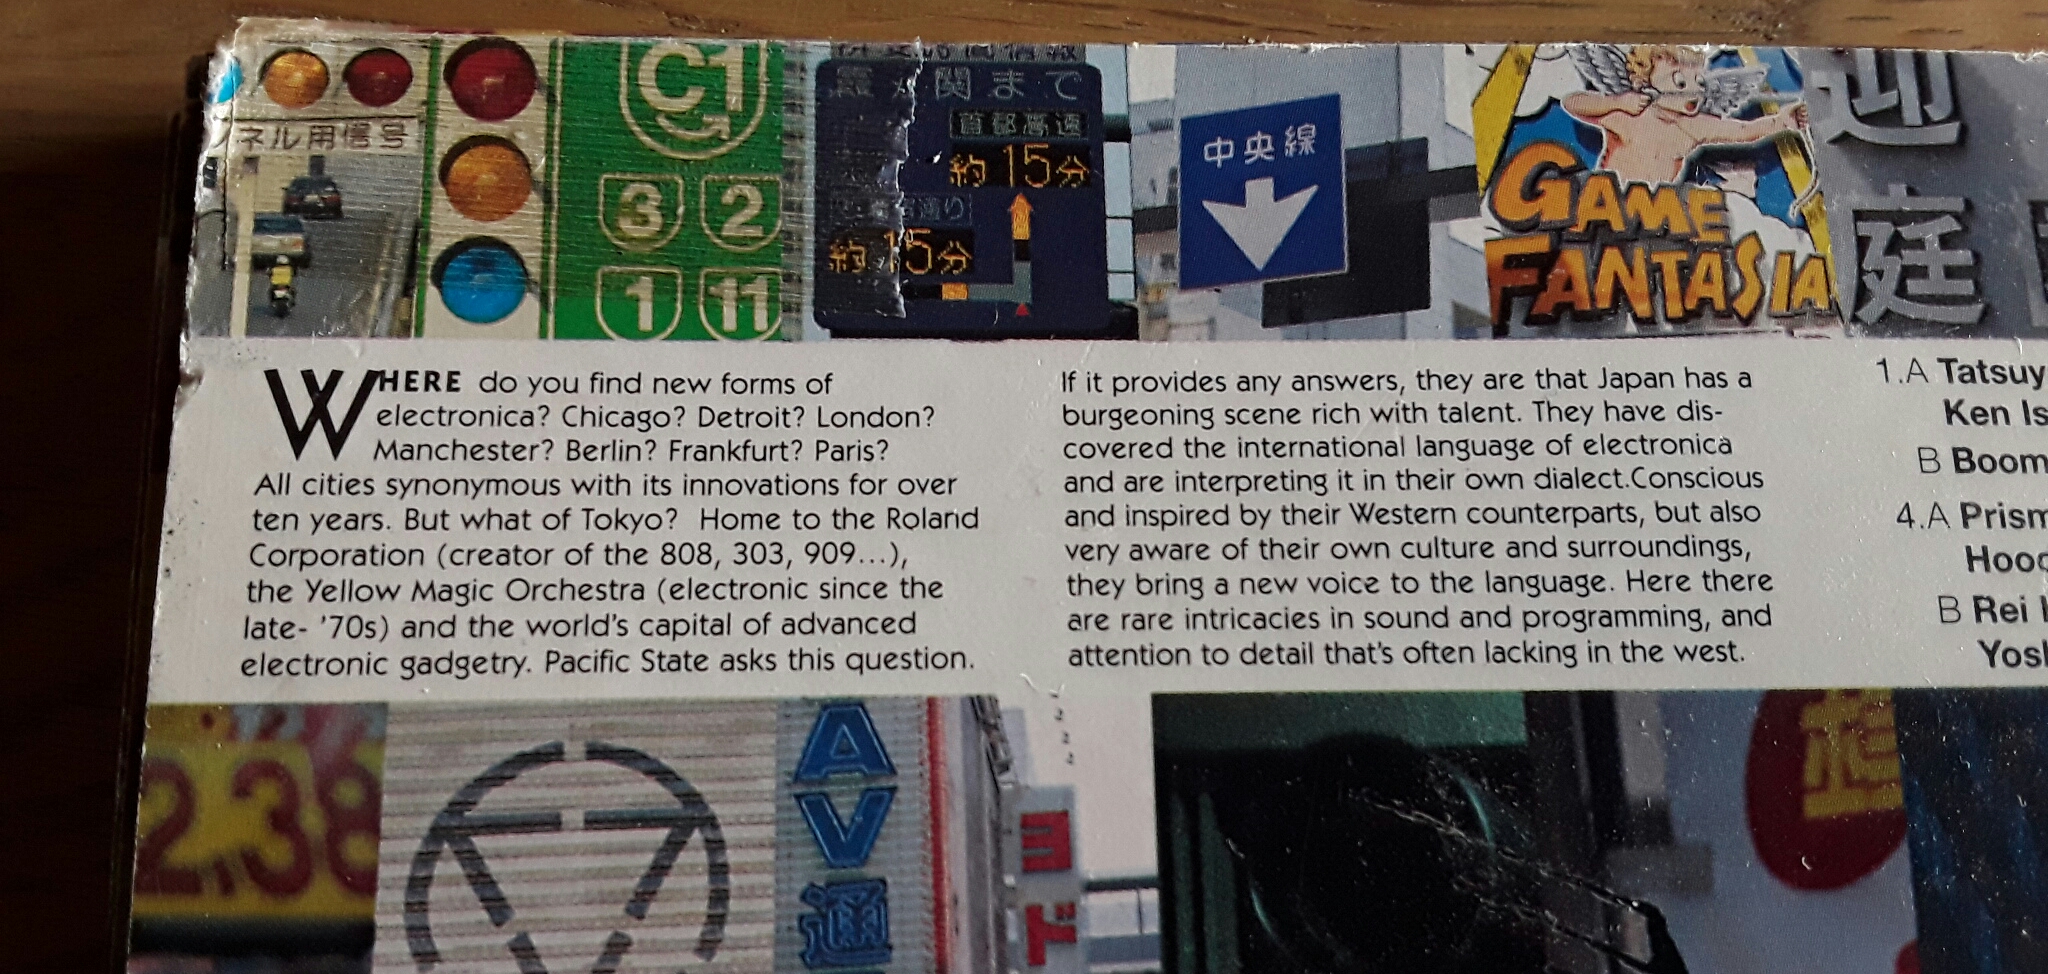 ネル用信号
C1
3 2
1 11
関まで
首都高速
約15分
通り
約15分
中央線
GAME
FANTASIA
迎
庭
WHERE do you find new forms of
electronica? Chicago? Detroit? London?
Manchester? Berlin? Frankfurt? Paris?
All cities synonymous with its innovations for over
ten years. But what of Tokyo? Home to the Roland
Corporation (creator of the 808, 303, 909...),
the Yellow Magic Orchestra (electronic since the
late- '70s) and the world's capital of advanced
electronic gadgetry. Pacific State asks this question.
If it provides any answers, they are that Japan has a
burgeoning scene rich with talent. They have dis-
covered the international language of electronica
and are interpreting it in their own dialect.Conscious
and inspired by their Western counterparts, but also
very aware of their own culture and surroundings,
they bring a new voice to the language. Here there
are rare intricacies in sound and programming, and
attention to detail that's often lacking in the west.
1.A Tatsuy
Ken Is
B Boom
4.A Prism
Hood
B Rei
Yosh
2.38
AV通
ヨド
超